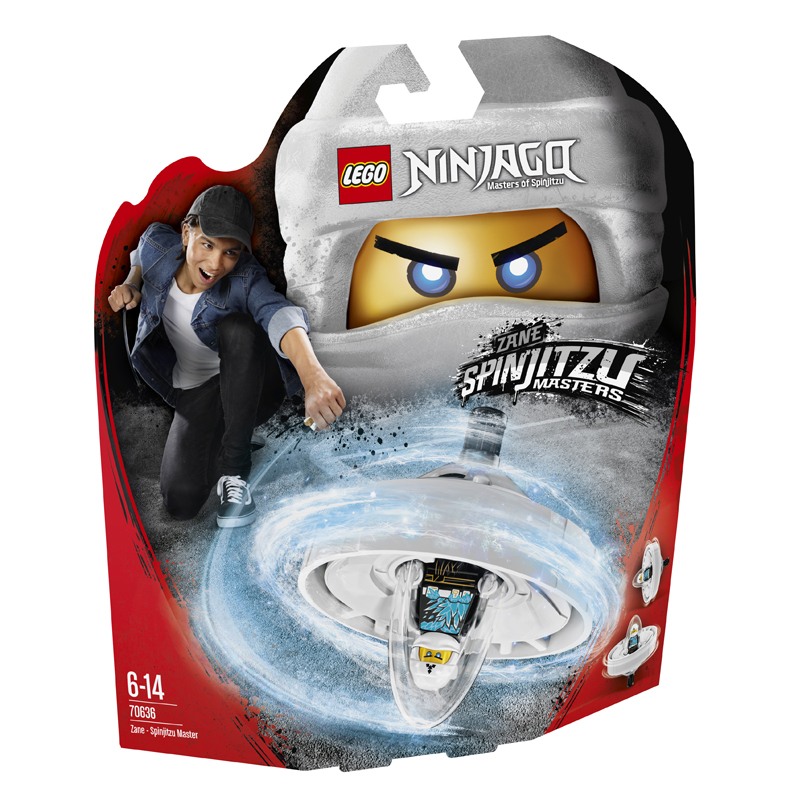 LEGO
NINJAGO
Masters of Spinjitzu
ZANE
SPINJITZU
MASTERS
6-14
70636
Zane - Spinjitzu Master